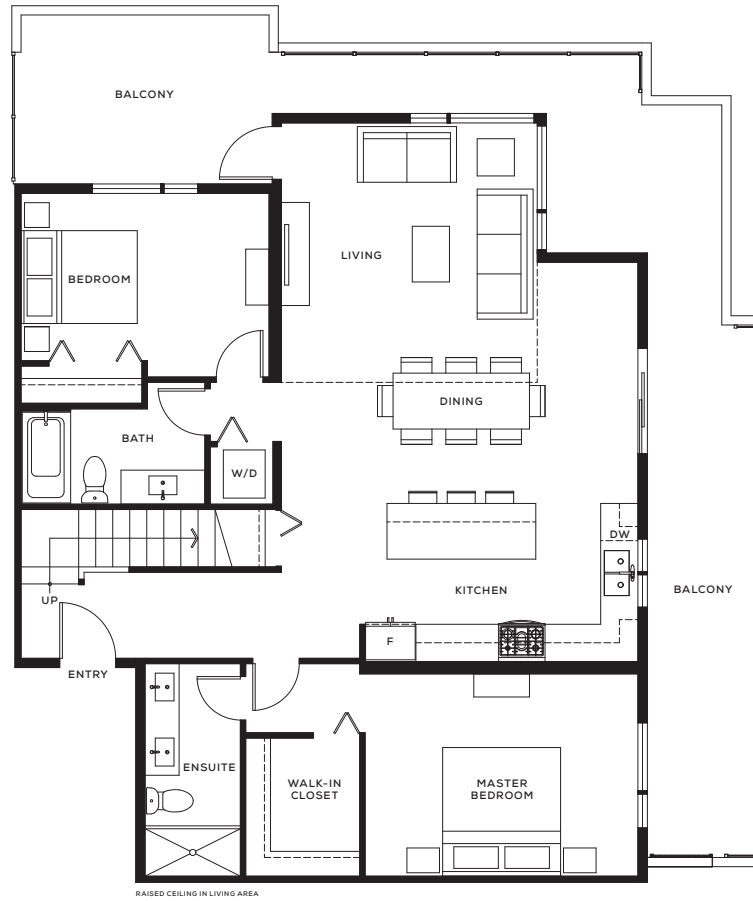 BALCONY
LIVING
BEDROOM
DINING
BATH
W/D
DW
KITCHEN
BALCONY
UP
F
ENTRY
ENSUITE
WALK-IN
CLOSET
MASTER
BEDROOM
RAISED CEILING IN LIVING AREA